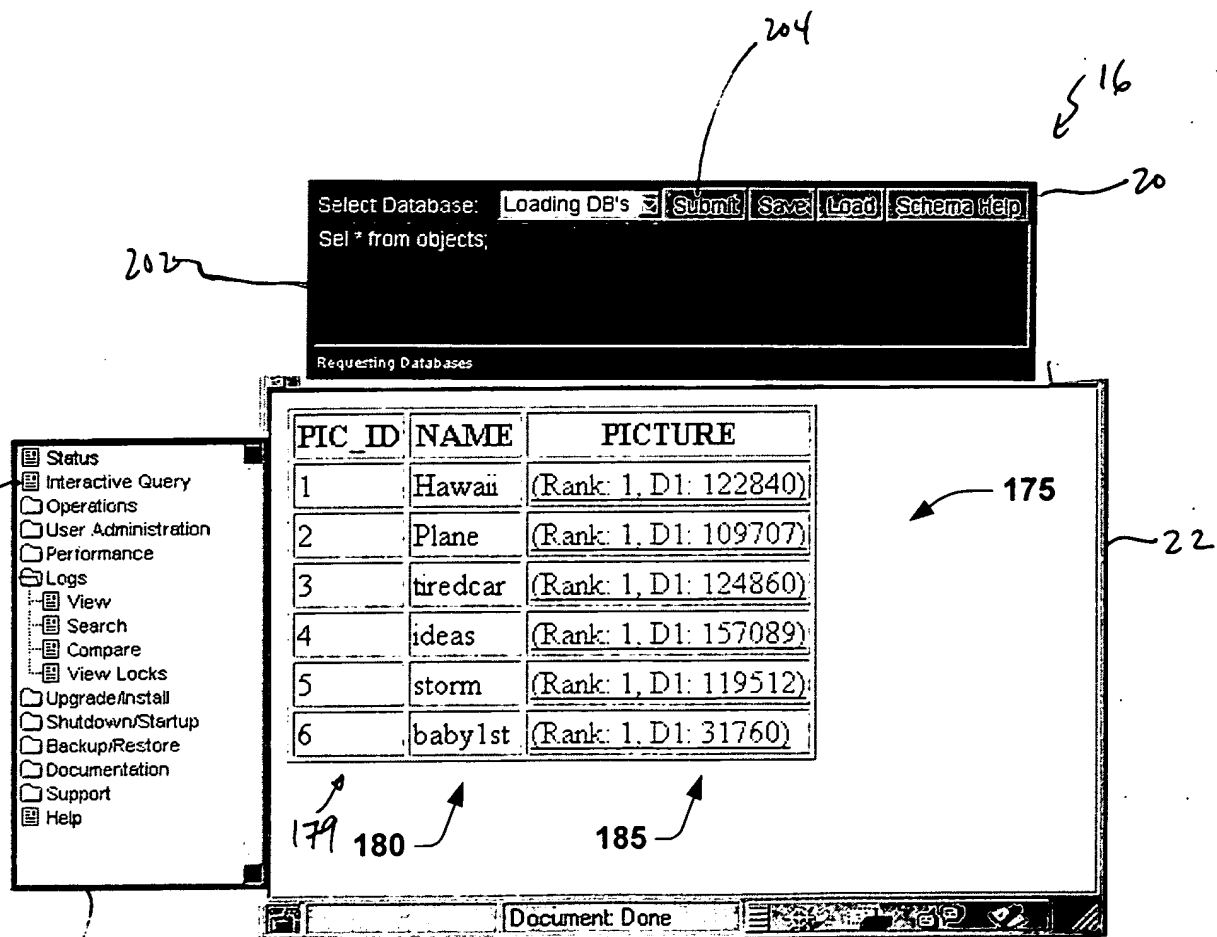 204
16
20
Select Database: Loading DB's Submit Save Load Schema Help
Sel * from objects;
202
Requesting Databases
PIC_ID NAME PICTURE
1 Hawaii (Rank: 1, D1: 122840)
2 Plane (Rank: 1, D1: 109707)
3 tiredcar (Rank: 1, D1: 124860)
4 ideas (Rank: 1, D1: 157089)
5 storm (Rank: 1, D1: 119512)
6 baby1st (Rank: 1, D1: 31760)
175
22
Status
Interactive Query
Operations
User Administration
Performance
Logs
View
Search
Compare
View Locks
Upgrade/Install
Shutdown/Startup
Backup/Restore
Documentation
Support
Help
179
180
185
Document: Done